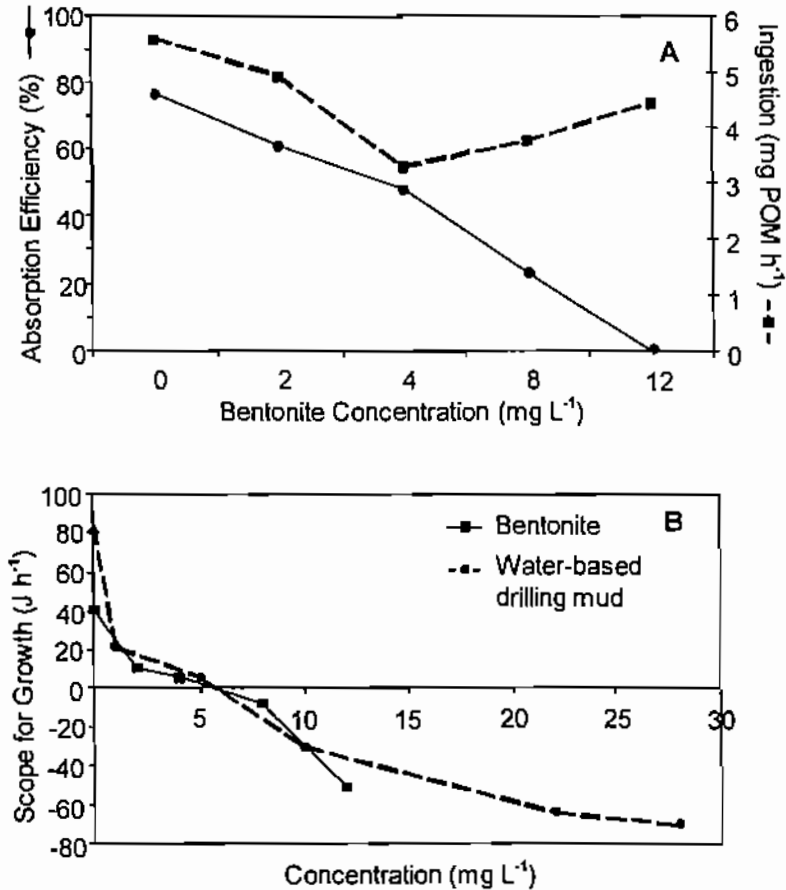 Absorption Efficiency (%)
100
80
60
40
20
0
A
6
5
4
3
2
1
0
Ingestion (mg POM h⁻¹)
0 2 4 8 12
Bentonite Concentration (mg L⁻¹)
Scope for Growth (J h⁻¹)
100
80
60
40
20
0
-20
-40
-60
-80
B
Bentonite
Water-based
drilling mud
5 10 15 20 25 30
Concentration (mg L⁻¹)